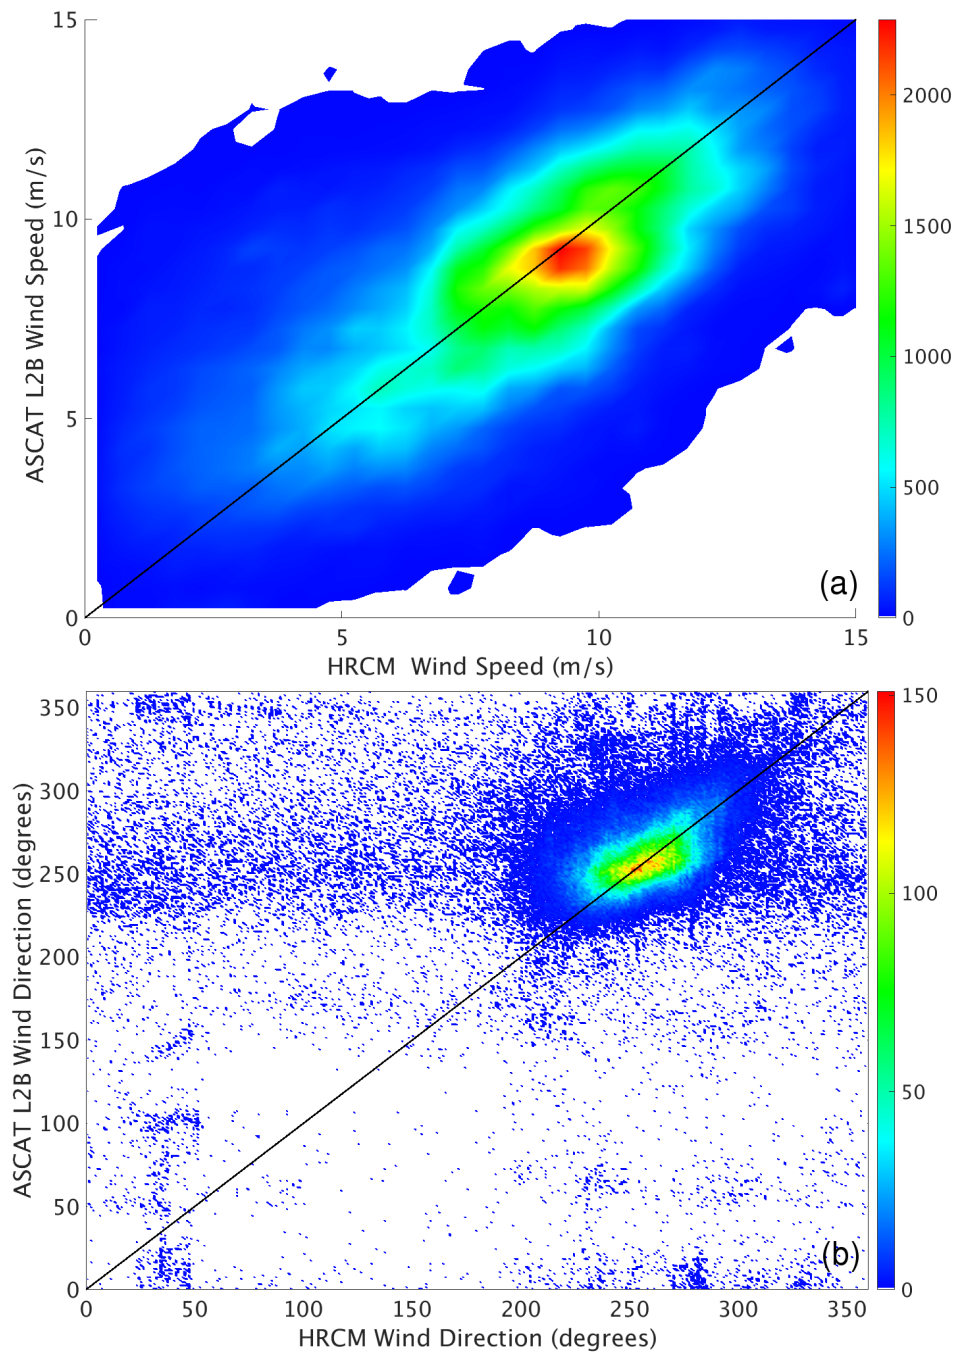 15
10
5
0
ASCAT L2B Wind Speed (m/s)
0 5 10 15
HRCM  Wind Speed (m/s)
(a)
2000
1500
1000
500
0
350
300
250
200
150
100
50
0
ASCAT L2B Wind Direction (degrees)
0 50 100 150 200 250 300 350
HRCM Wind Direction (degrees)
(b)
150
100
50
0